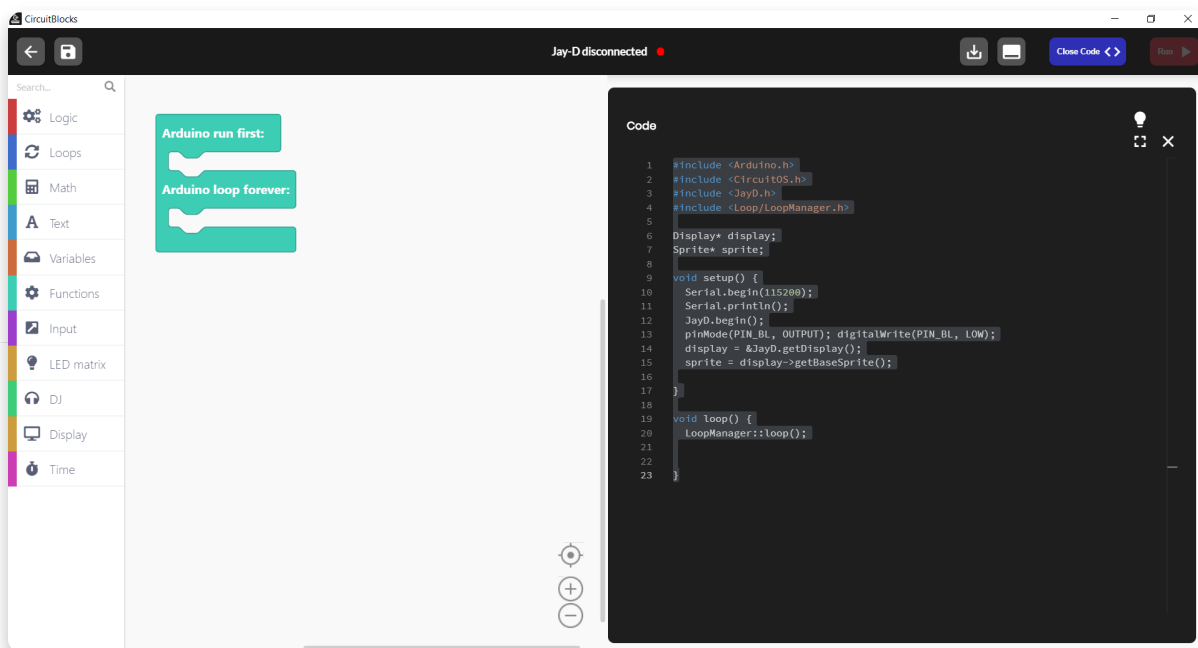 CircuitBlocks
Jay-D disconnected
Close Code
Run
Search...
Logic
Loops
Math
Text
Variables
Functions
Input
LED matrix
DJ
Display
Time
Arduino run first:
Arduino loop forever:
Code
1 #include <Arduino.h>
2 #include <CircuitOS.h>
3 #include <JayD.h>
4 #include <Loop/LoopManager.h>
5
6 Display* display;
7 Sprite* sprite;
8
9 void setup() {
10 Serial.begin(115200);
11 Serial.println();
12 JayD.begin();
13 pinMode(PIN_BL, OUTPUT); digitalWrite(PIN_BL, LOW);
14 display = &JayD.getDisplay();
15 sprite = display->getBaseSprite();
16
17 }
18
19 void loop() {
20 LoopManager::loop();
21
22
23 }